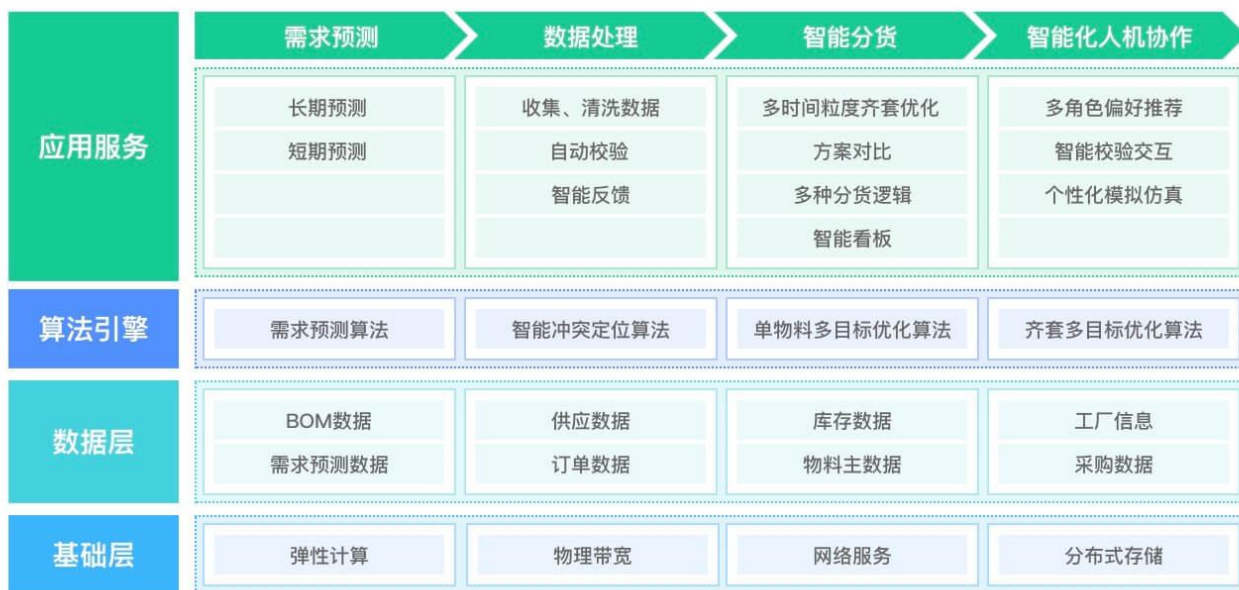 需求预测
数据处理
智能分货
智能化人机协作
应用服务
长期预测
收集、清洗数据
多时间粒度齐套优化
多角色偏好推荐
短期预测
自动校验
方案对比
智能校验交互
智能反馈
多种分货逻辑
个性化模拟仿真
智能看板
算法引擎
需求预测算法
智能冲突定位算法
单物料多目标优化算法
齐套多目标优化算法
数据层
BOM数据
供应数据
库存数据
工厂信息
需求预测数据
订单数据
物料主数据
采购数据
基础层
弹性计算
物理带宽
网络服务
分布式存储